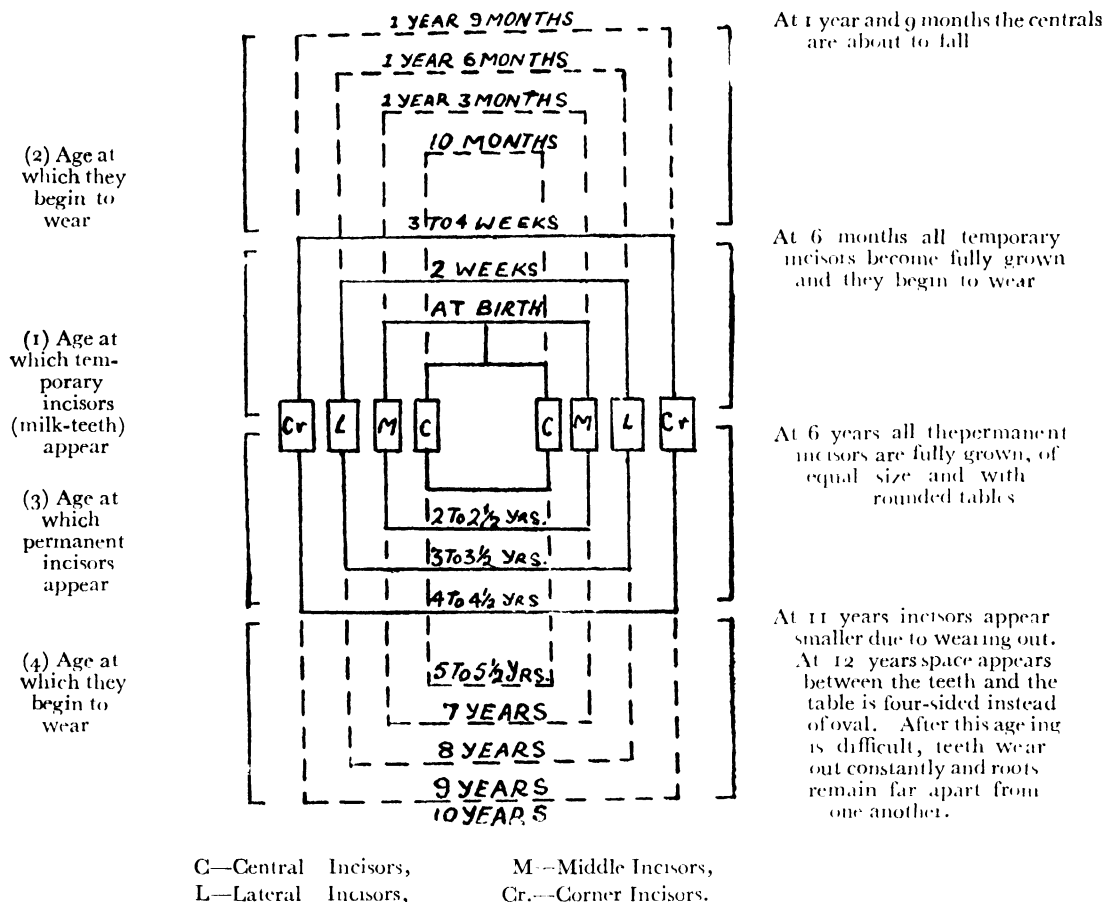 1 YEAR 9 MONTHS
1 YEAR 6 MONTHS
1 YEAR 3 MONTHS
10 MONTHS
3 TO 4 WEEKS
2 WEEKS
AT BIRTH
Cr L M C C M L Cr
2 TO 2½ YRS.
3 TO 3½ YRS.
4 TO 4½ YRS
5 TO 5½ YRS.
7 YEARS
8 YEARS
9 YEARS
10 YEARS
(2) Age at
which they
begin to
wear
(1) Age at
which tem-
porary
incisors
(milk-teeth)
appear
(3) Age at
which
permanent
incisors
appear
(4) Age at
which they
begin to
wear
At 1 year and 9 months the centrals
are about to fall
At 6 months all temporary
incisors become fully grown
and they begin to wear
At 6 years all thepermanent
incisors are fully grown, of
equal size and with
rounded tables
At 11 years incisors appear
smaller due to wearing out.
At 12 years space appears
between the teeth and the
table is four-sided instead
of oval. After this age ing
is difficult, teeth wear
out constantly and roots
remain far apart from
one another.
C—Central Incisors, M—Middle Incisors,
L—Lateral Incisors, Cr.—Corner Incisors.